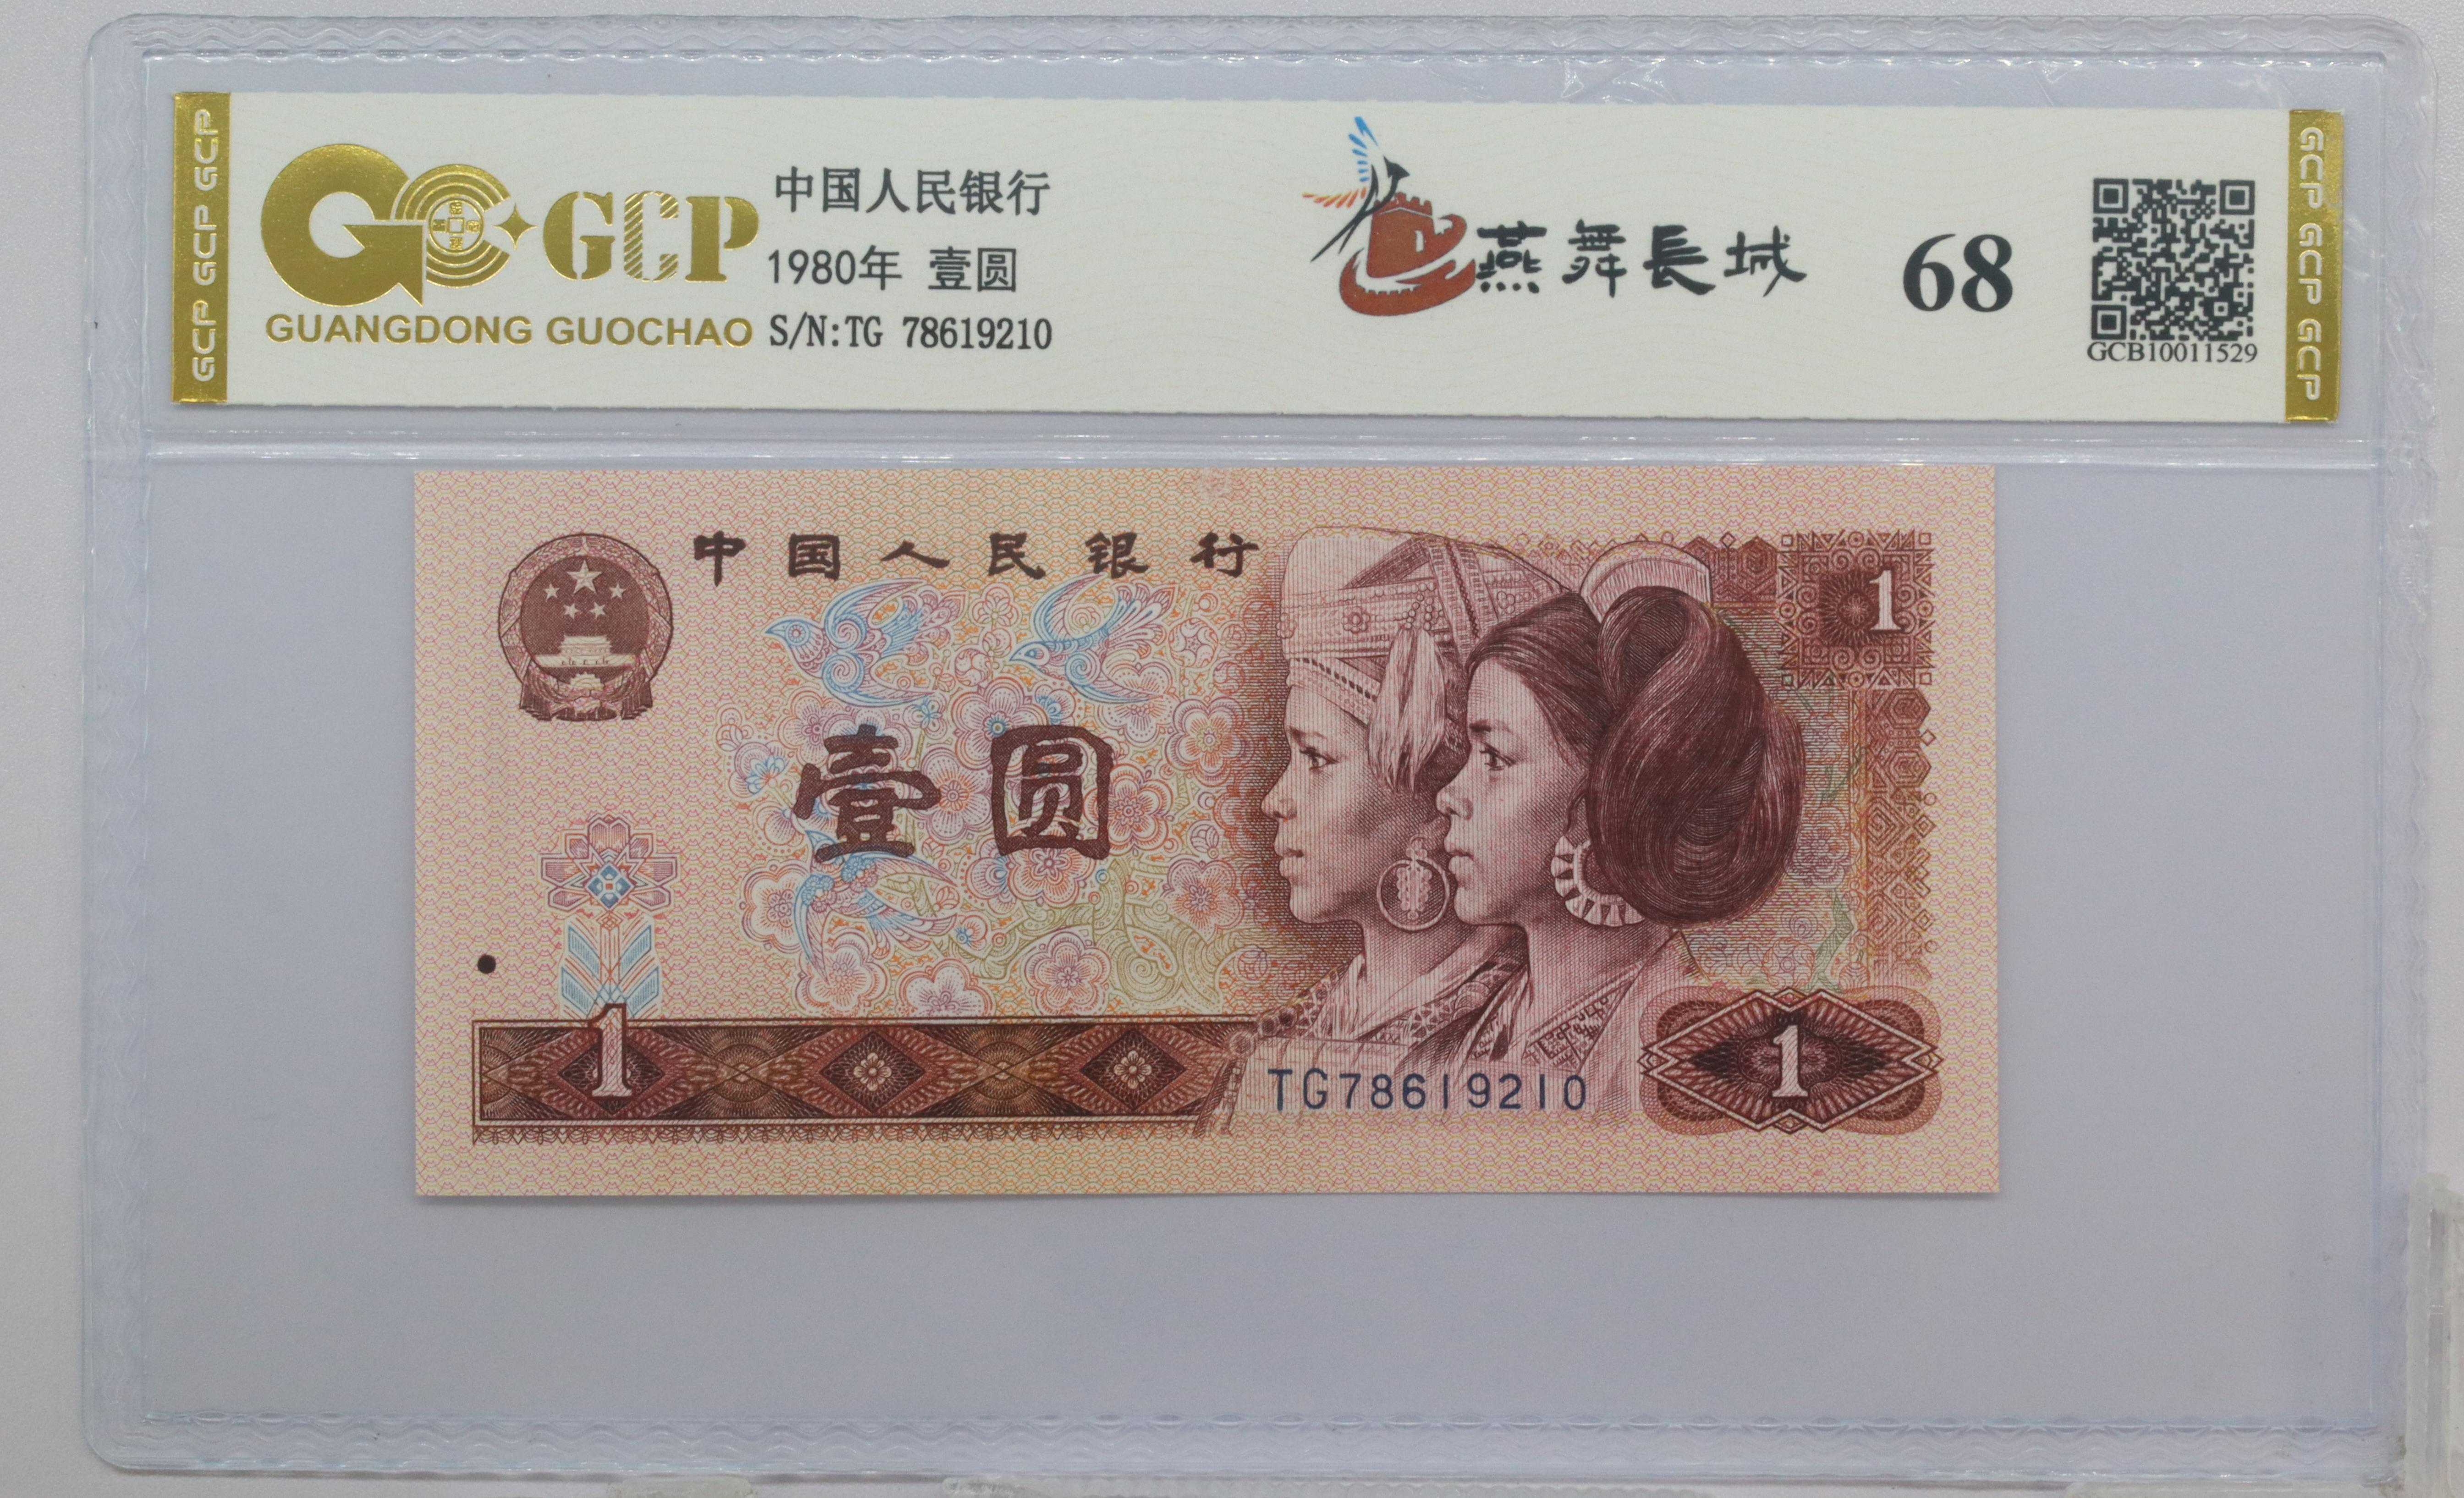 GCP GCP GCP
GCP
GUANGDONG GUOCHAO
中国人民银行
1980年 壹圆
S/N:TG 78619210
燕舞長城
68
GCB10011529
GCP GCP GCP
中国人民银行
1
壹圆
1
TG78619210
1